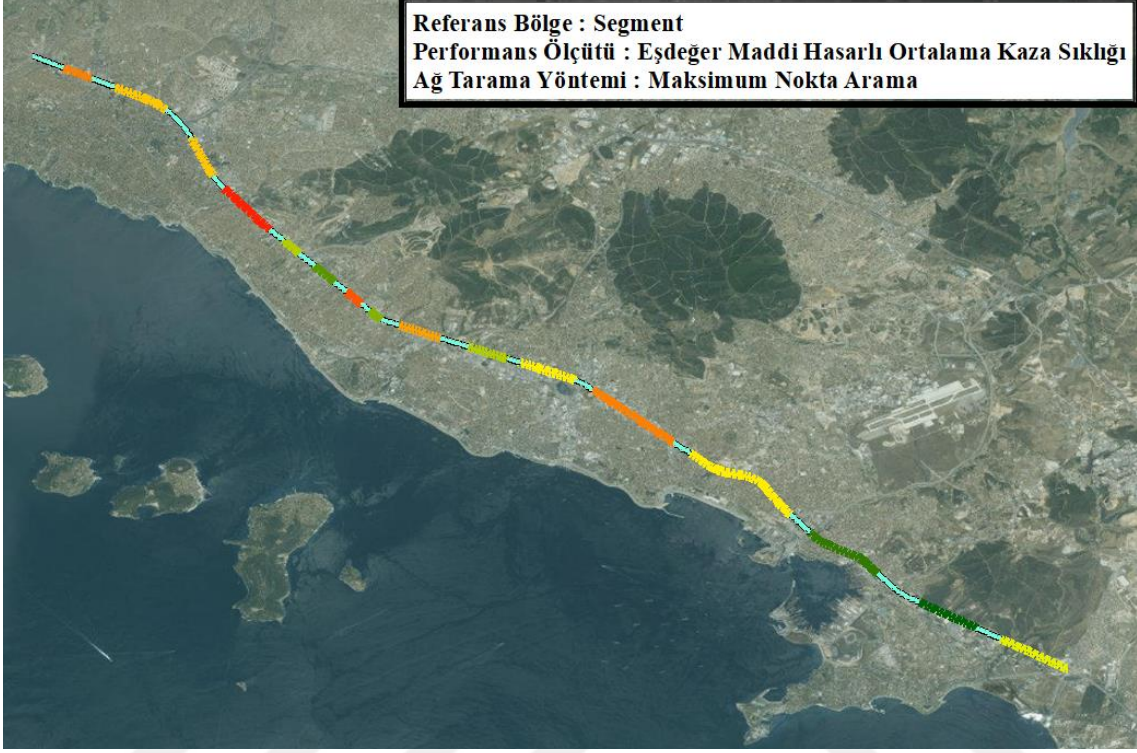 Referans Bölge : Segment
Performans Ölçütü : Eşdeğer Maddi Hasarlı Ortalama Kaza Sıklığı
Ağ Tarama Yöntemi : Maksimum Nokta Arama